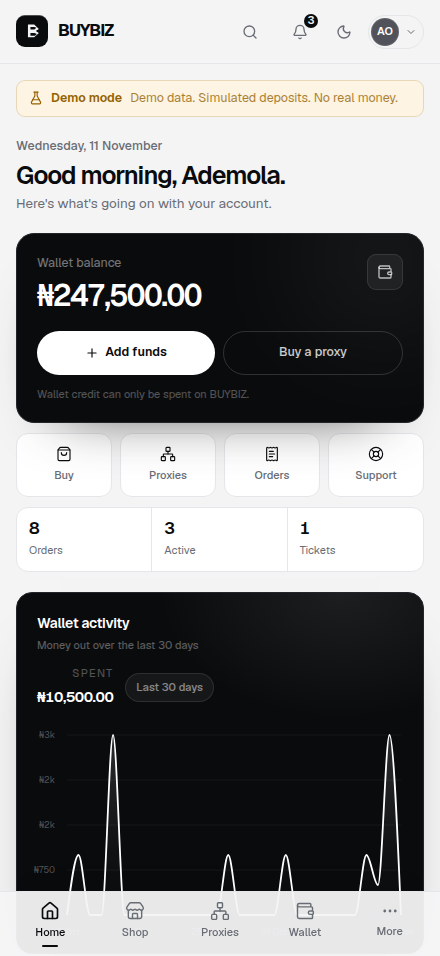 BUYBIZ
3
AO
Demo mode Demo data. Simulated deposits. No real money.
Wednesday, 11 November
Good morning, Ademola.
Here's what's going on with your account.
Wallet balance
₦247,500.00
Add funds
Buy a proxy
Wallet credit can only be spent on BUYBIZ.
Buy
Proxies
Orders
Support
8
Orders
3
Active
1
Tickets
Wallet activity
Money out over the last 30 days
SPENT
₦10,500.00
Last 30 days
₦3k
₦2k
₦2k
₦750
Home
Shop
Proxies
Wallet
More